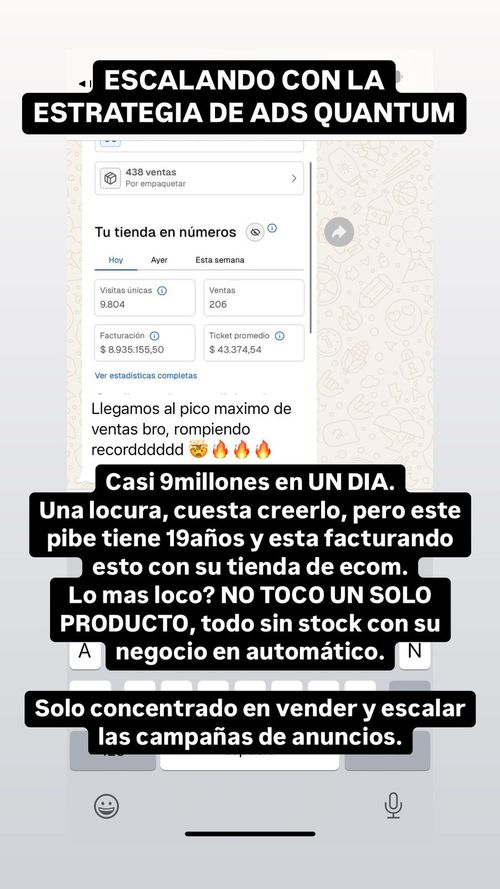 ESCALANDO CON LA
ESTRATEGIA DE ADS QUANTUM
438 ventas
Por empaquetar
Tu tienda en números
Hoy
Ayer
Esta semana
Visitas únicas
9.804
Ventas
206
Facturación
$ 8.935.155,50
Ticket promedio
$ 43.374,54
Ver estadísticas completas
Llegamos al pico maximo de
ventas bro, rompiendo
recordddddd 🤯🔥🔥🔥
Casi 9millones en UN DIA.
Una locura, cuesta creerlo, pero este
pibe tiene 19años y esta facturando
esto con su tienda de ecom.
Lo mas loco? NO TOCO UN SOLO
PRODUCTO, todo sin stock con su
negocio en automático.
A
N
Solo concentrado en vender y escalar
las campañas de anuncios.